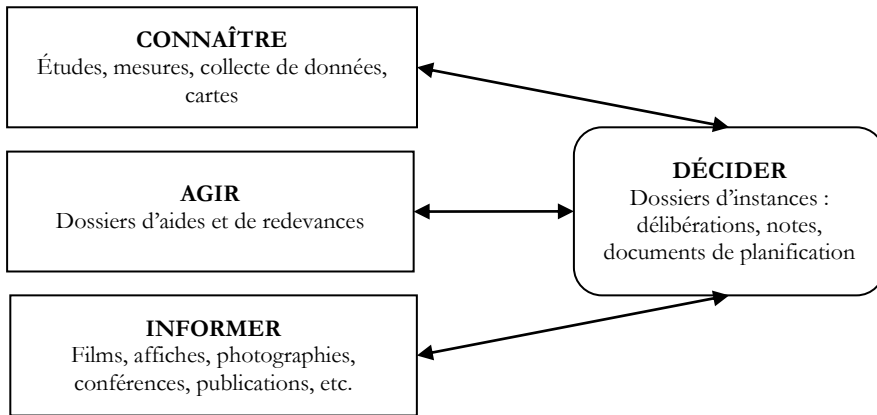 CONNAÎTRE
Études, mesures, collecte de données,
cartes
AGIR
Dossiers d'aides et de redevances
DÉCIDER
Dossiers d'instances :
délibérations, notes,
documents de planification
INFORMER
Films, affiches, photographies,
conférences, publications, etc.